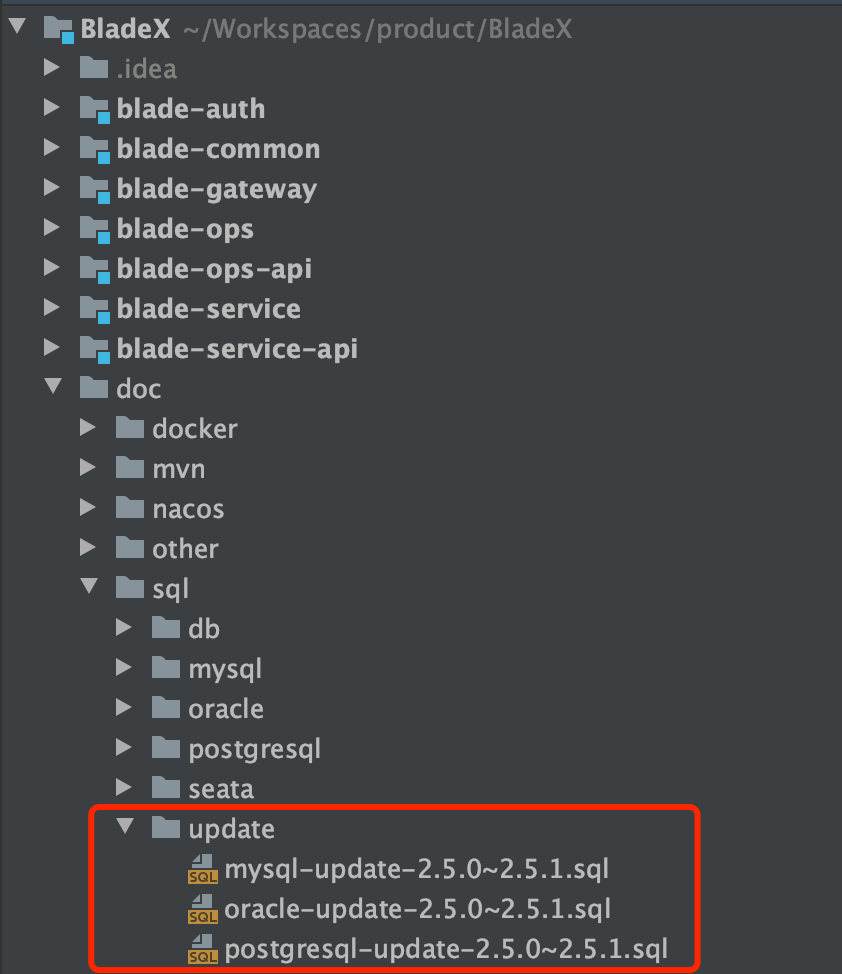 BladeX ~/Workspaces/product/BladeX
.idea
blade-auth
blade-common
blade-gateway
blade-ops
blade-ops-api
blade-service
blade-service-api
doc
docker
mvn
nacos
other
sql
db
mysql
oracle
postgresql
seata
update
SQL mysql-update-2.5.0~2.5.1.sql
SQL oracle-update-2.5.0~2.5.1.sql
SQL postgresql-update-2.5.0~2.5.1.sql